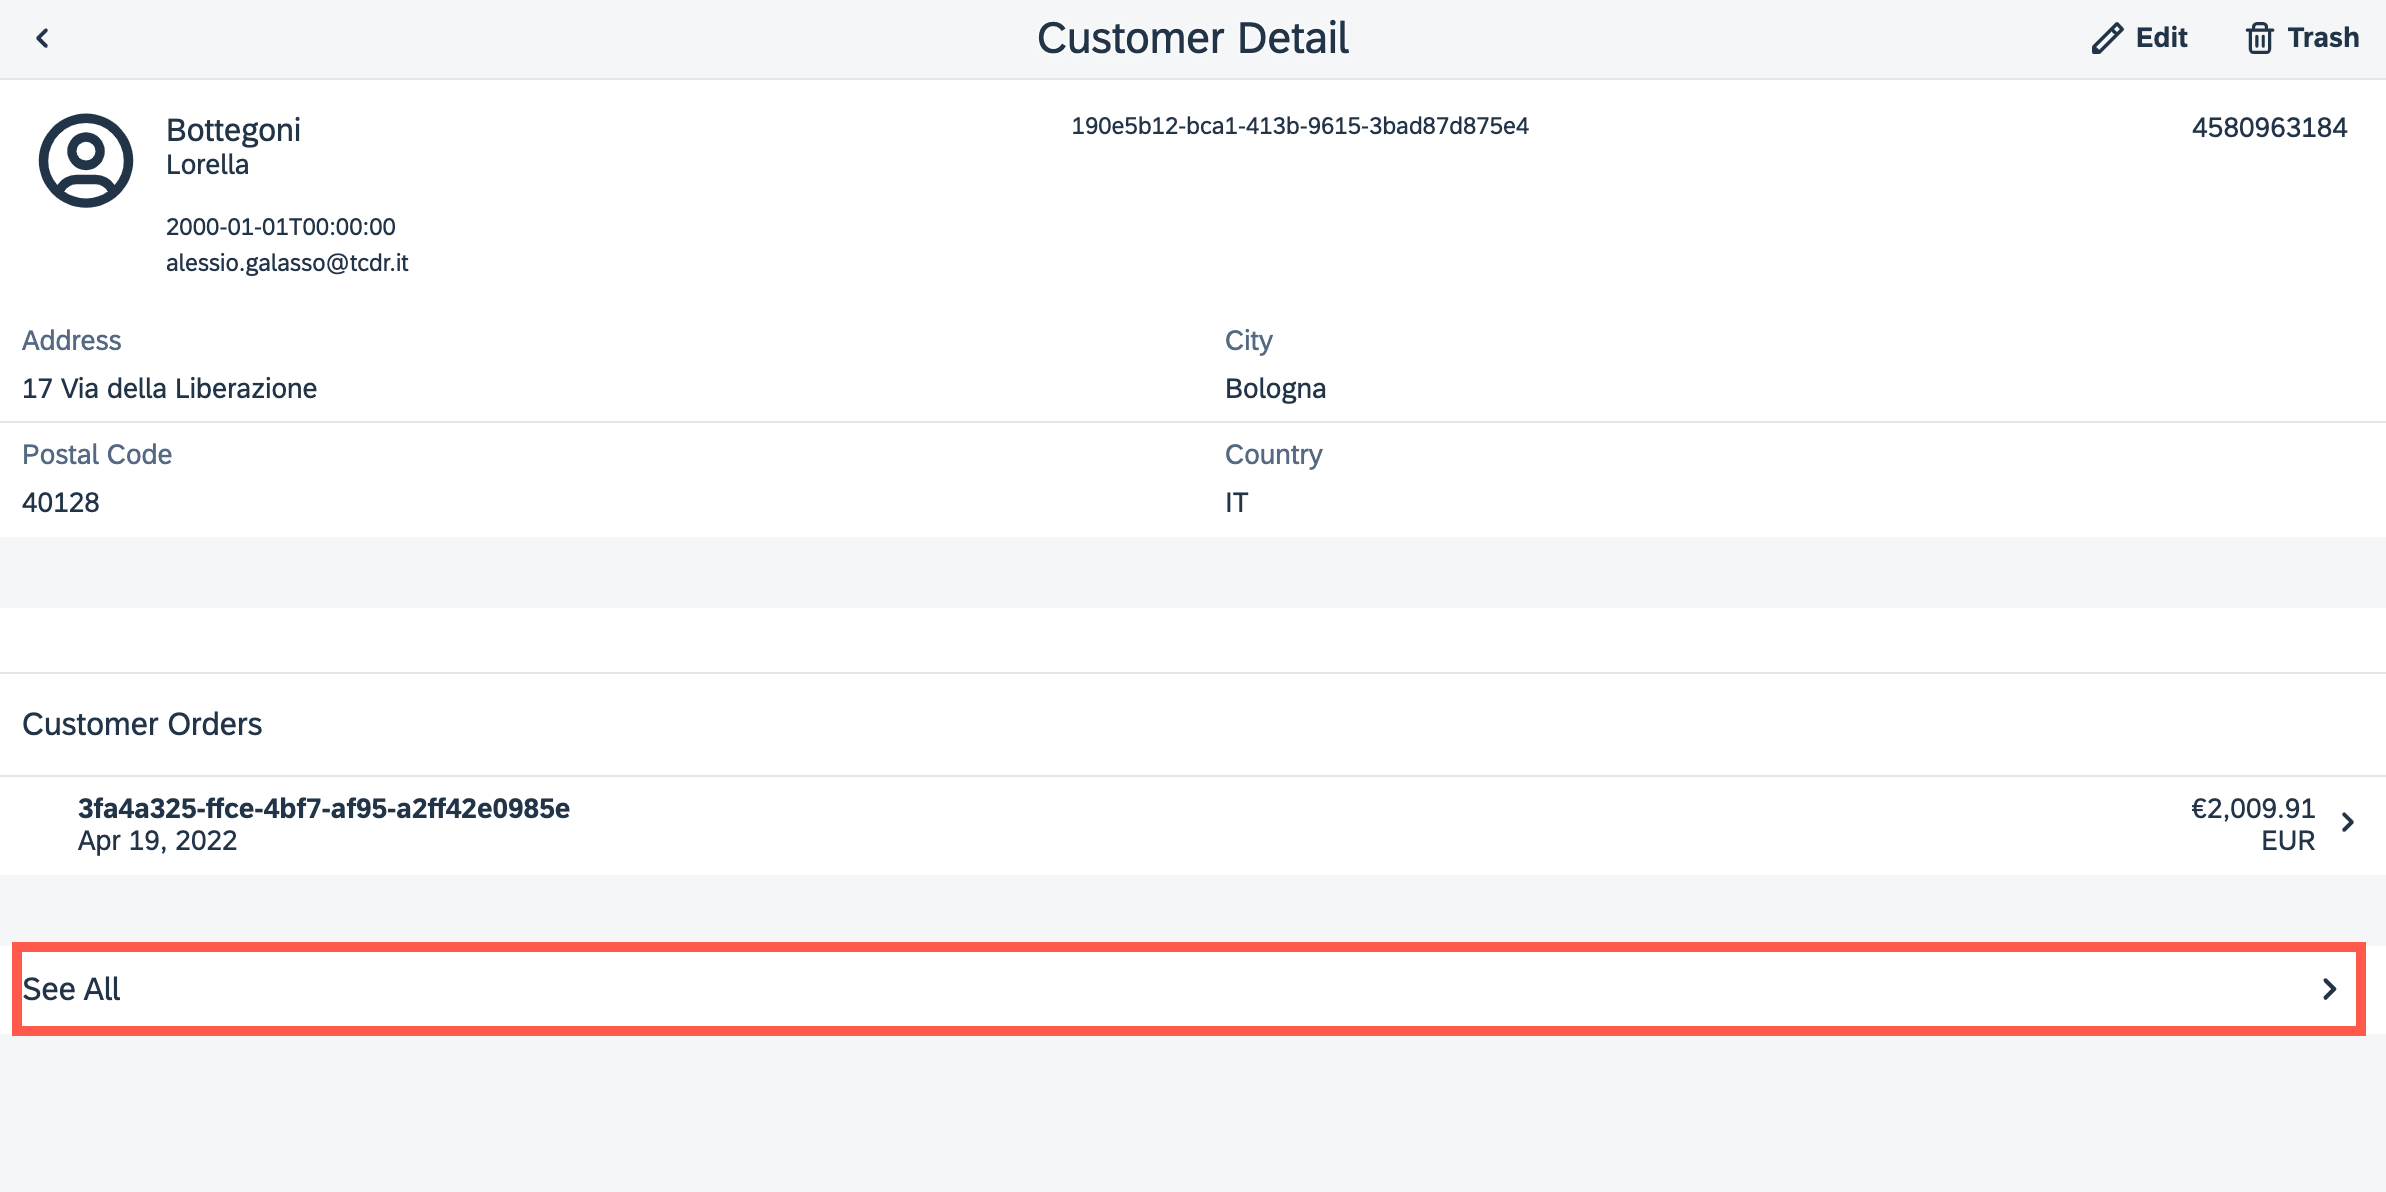 Customer Detail
Edit
Trash
Bottegoni
Lorella
2000-01-01T00:00:00
alessio.galasso@tcdr.it
190e5b12-bca1-413b-9615-3bad87d875e4
4580963184
Address
17 Via della Liberazione
City
Bologna
Postal Code
40128
Country
IT
Customer Orders
3fa4a325-ffce-4bf7-af95-a2ff42e0985e
Apr 19, 2022
€2,009.91
EUR
See All